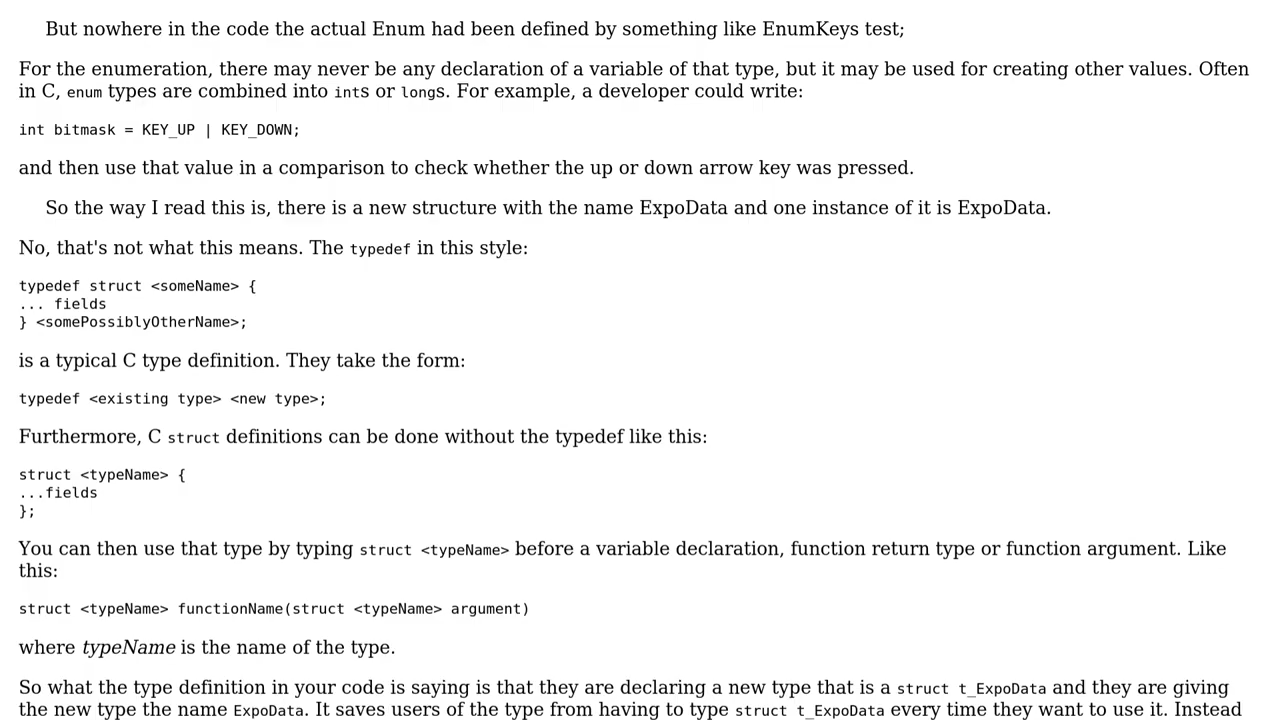 But nowhere in the code the actual Enum had been defined by something like EnumKeys test;
For the enumeration, there may never be any declaration of a variable of that type, but it may be used for creating other values. Often
in C, enum types are combined into ints or longs. For example, a developer could write:
int bitmask = KEY_UP | KEY_DOWN;
and then use that value in a comparison to check whether the up or down arrow key was pressed.
So the way I read this is, there is a new structure with the name ExpoData and one instance of it is ExpoData.
No, that's not what this means. The typedef in this style:
typedef struct <someName> {
... fields
} <somePossiblyOtherName>;
is a typical C type definition. They take the form:
typedef <existing type> <new type>;
Furthermore, C struct definitions can be done without the typedef like this:
struct <typeName> {
...fields
};
You can then use that type by typing struct <typeName> before a variable declaration, function return type or function argument. Like
this:
struct <typeName> functionName(struct <typeName> argument)
where typeName is the name of the type.
So what the type definition in your code is saying is that they are declaring a new type that is a struct t_ExpoData and they are giving
the new type the name ExpoData. It saves users of the type from having to type struct t_ExpoData every time they want to use it. Instead